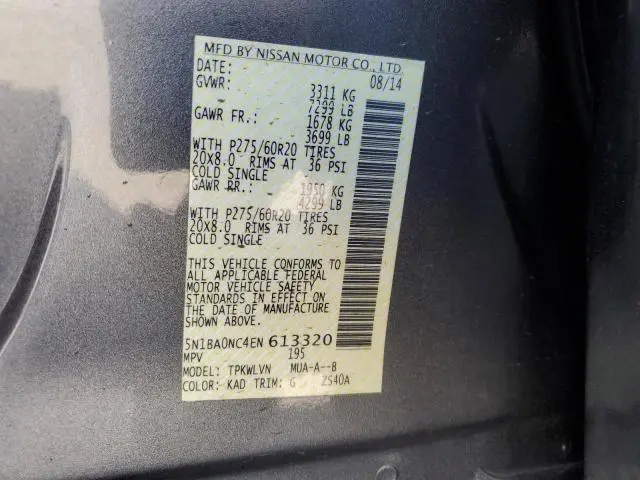 MFD BY NISSAN MOTOR CO., LTD.
DATE: 08/14
GVWR: 3311 KG
7299 LB
GAWR FR.: 1678 KG
3699 LB
WITH P275/60R20 TIRES
20X8.0 RIMS AT 36 PSI
COLD SINGLE
GAWR RR.: 1950 KG
4299 LB
WITH P275/60R20 TIRES
20X8.0 RIMS AT 36 PSI
COLD SINGLE
THIS VEHICLE CONFORMS TO
ALL APPLICABLE FEDERAL
MOTOR VEHICLE SAFETY
STANDARDS IN EFFECT ON
THE DATE OF MANUFACTURE
SHOWN ABOVE.
5N1BA0NC4EN 613320
MPV 195
MODEL: TPKWLVN MUA-A--B
COLOR: KAD TRIM: G ZS40A